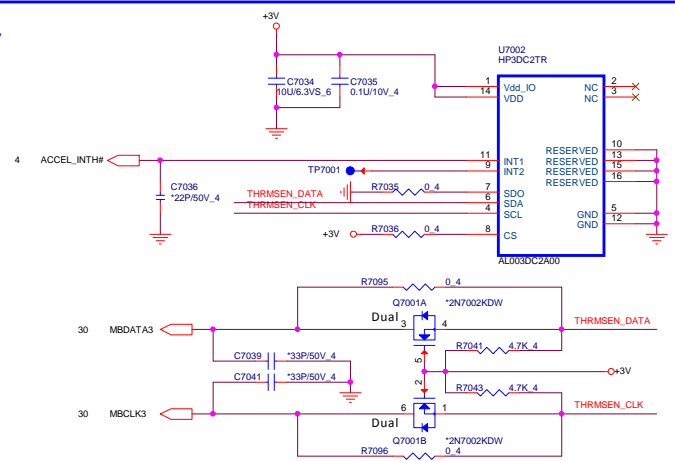 +3V
U7002
HP3DC2TR
C7034
10U/6.3VS_6
C7035
0.1U/10V_4
1 Vdd_IO
14 VDD
NC 2
NC 3
4 ACCEL_INTH#
11 INT1
9 INT2
TP7001
RESERVED 10
RESERVED 13
RESERVED 15
RESERVED 16
C7036
*22P/50V_4
R7035 0_4
7 SDO
THRMSEN_DATA
6 SDA
THRMSEN_CLK
4 SCL
GND 5
GND 12
+3V
R7036 0_4
8 CS
AL003DC2A00
R7095 0_4
Q7001A *2N7002KDW
Dual 3 4
30 MBDATA3
THRMSEN_DATA
5
R7041 4.7K_4
C7039 *33P/50V_4
+3V
C7041 *33P/50V_4
2
R7043 4.7K_4
30 MBCLK3
6 1
THRMSEN_CLK
Dual
Q7001B *2N7002KDW
R7096 0_4